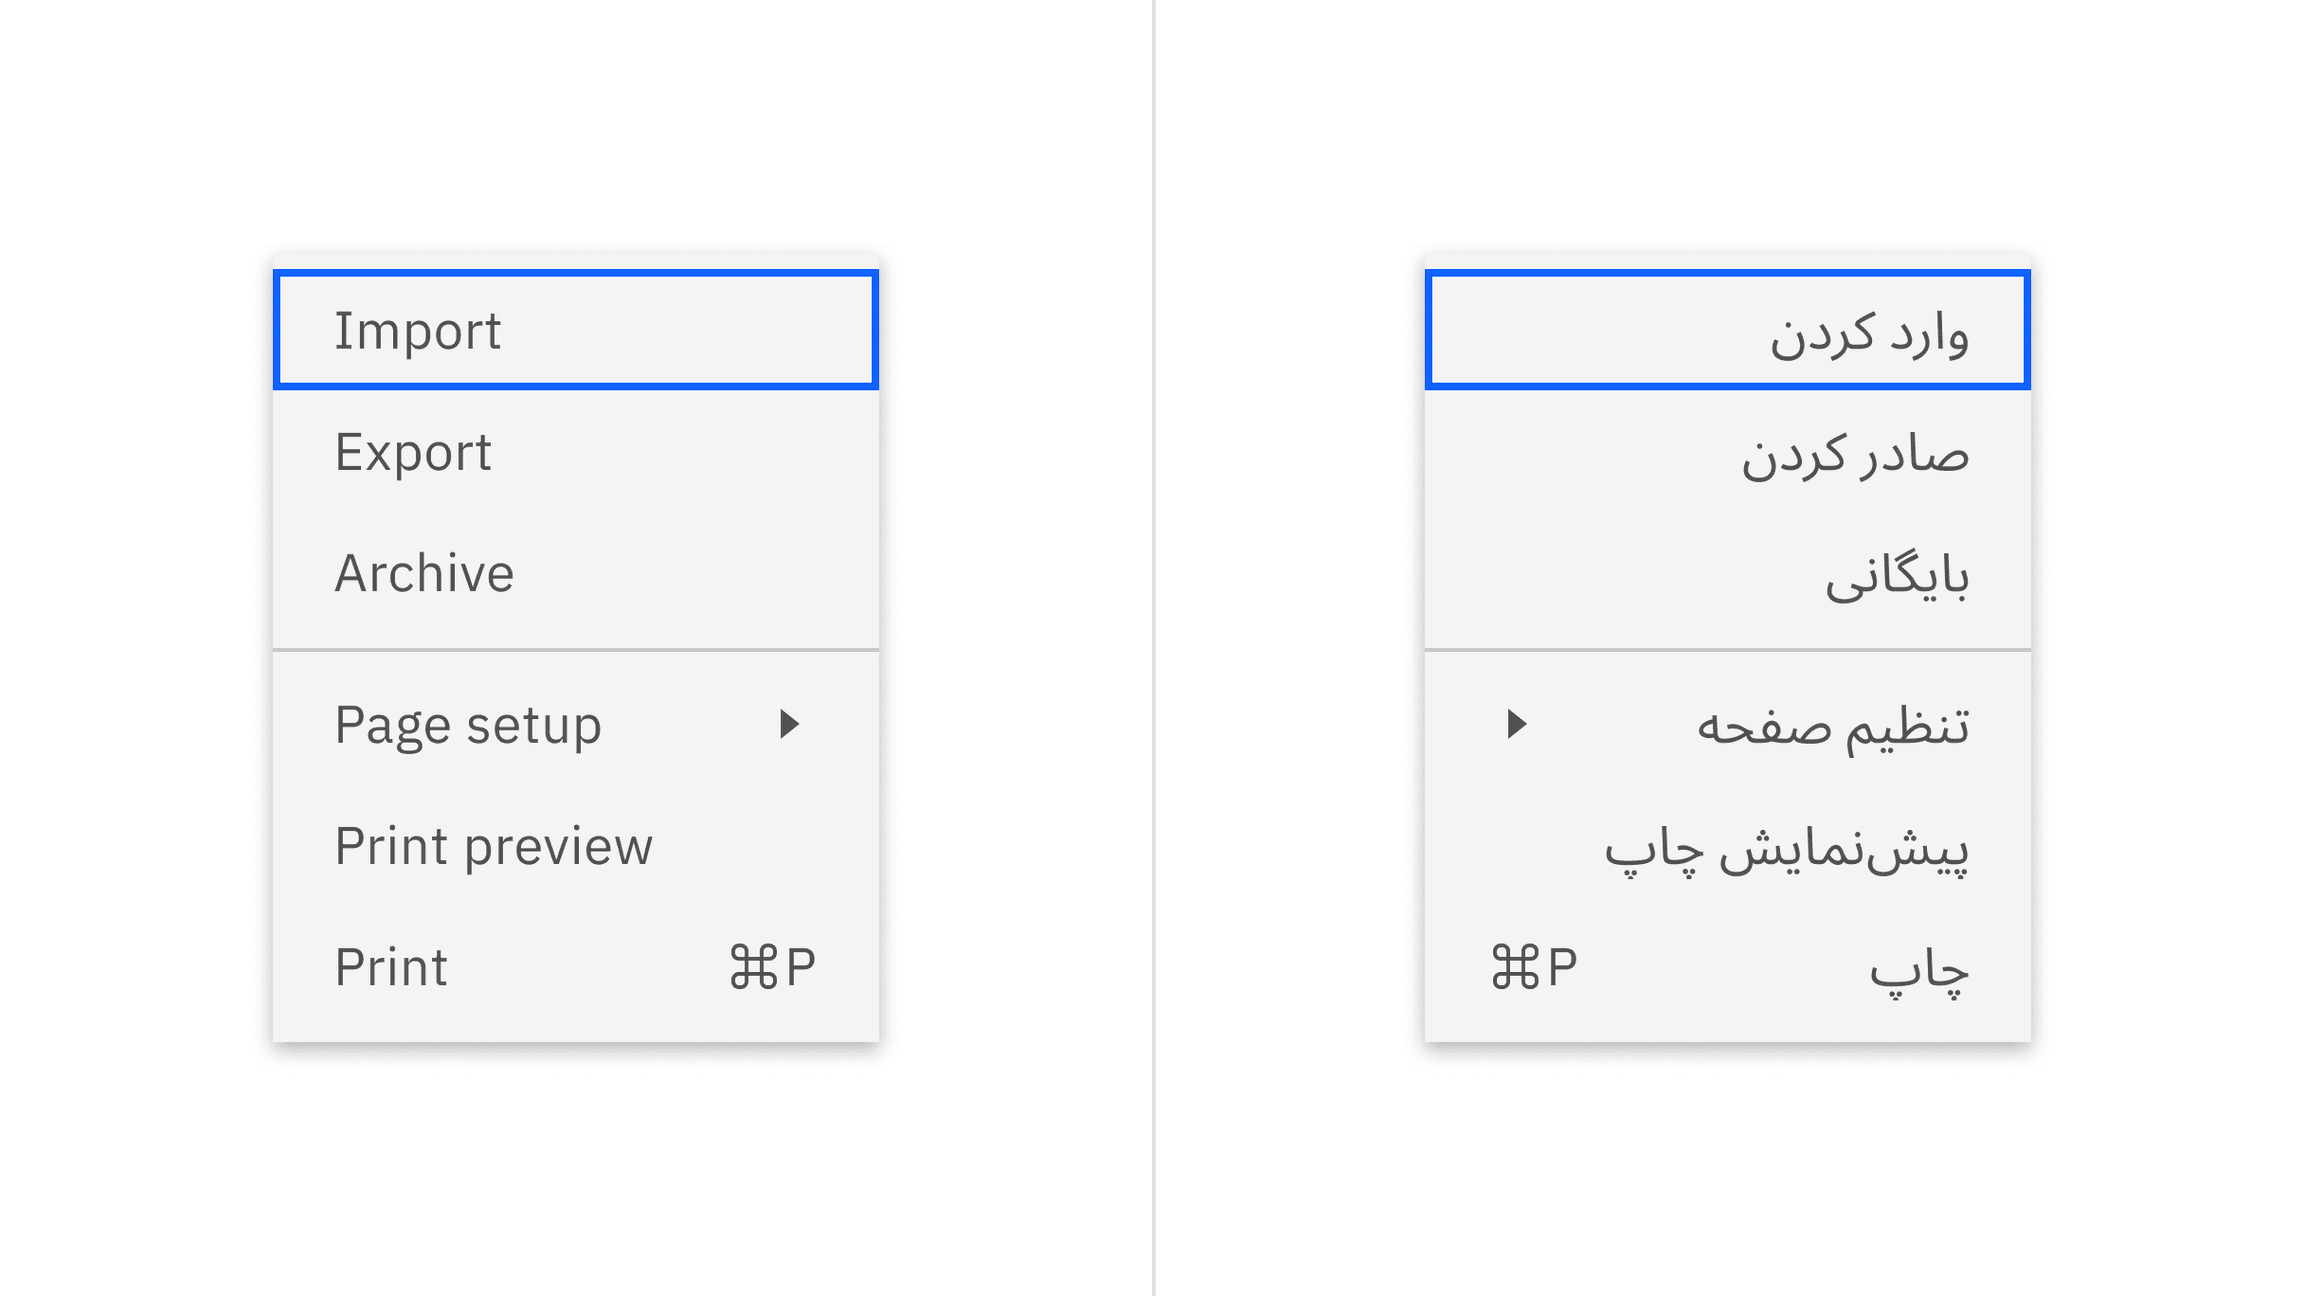 Import
Export
Archive
Page setup
Print preview
Print ⌘P
وارد کردن
صادر کردن
بایگانی
تنظیم صفحه
پیش‌نمایش چاپ
چاپ ⌘P